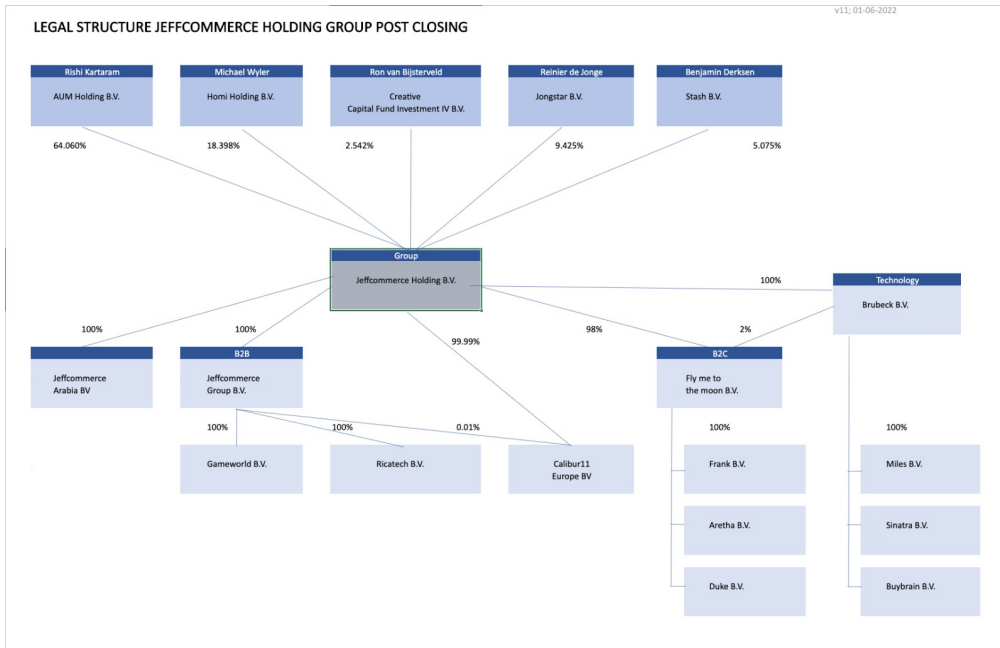 v11; 01-06-2022
LEGAL STRUCTURE JEFFCOMMERCE HOLDING GROUP POST CLOSING
Rishi Kartaram
AUM Holding B.V.
Michael Wyler
Homi Holding B.V.
Ron van Bijsterveld
Creative
Capital Fund Investment IV B.V.
Reinier de Jonge
Jongstar B.V.
Benjamin Derksen
Stash B.V.
64.060%
18.398%
2.542%
9.425%
5.075%
Group
Jeffcommerce Holding B.V.
100%
Technology
Brubeck B.V.
100%
100%
99.99%
98%
2%
Jeffcommerce
Arabia BV
B2B
Jeffcommerce
Group B.V.
B2C
Fly me to
the moon B.V.
100%
100%
0.01%
100%
100%
Gameworld B.V.
Ricatech B.V.
Calibur11
Europe BV
Frank B.V.
Miles B.V.
Aretha B.V.
Sinatra B.V.
Duke B.V.
Buybrain B.V.